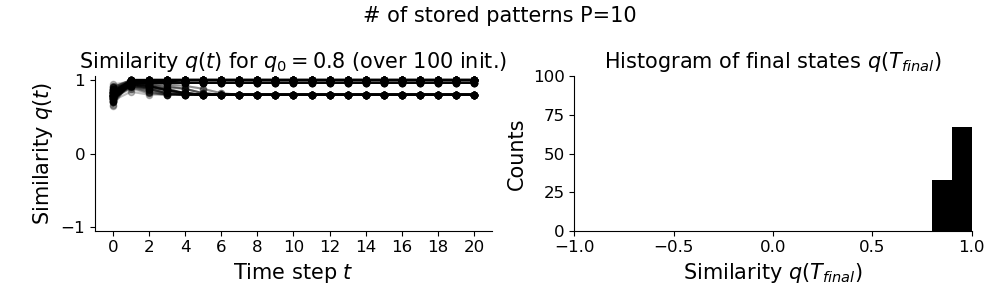 # of stored patterns P=10
Similarity q(t) for q₀ = 0.8 (over 100 init.)
1
0
−1
Similarity q(t)
0 2 4 6 8 10 12 14 16 18 20
Time step t
Histogram of final states q(T_final)
100
75
50
25
0
Counts
−1.0 −0.5 0.0 0.5 1.0
Similarity q(T_final)